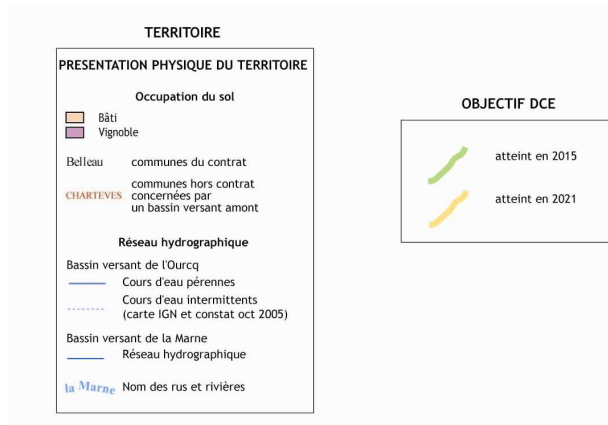 TERRITOIRE
PRESENTATION PHYSIQUE DU TERRITOIRE
Occupation du sol
Bâti
Vignoble
Belleau communes du contrat
CHARTEVES communes hors contrat
concernées par
un bassin versant amont
Réseau hydrographique
Bassin versant de l'Ourcq
Cours d'eau pérennes
Cours d'eau intermittents
(carte IGN et constat oct 2005)
Bassin versant de la Marne
Réseau hydrographique
la Marne Nom des rus et rivières
OBJECTIF DCE
atteint en 2015
atteint en 2021